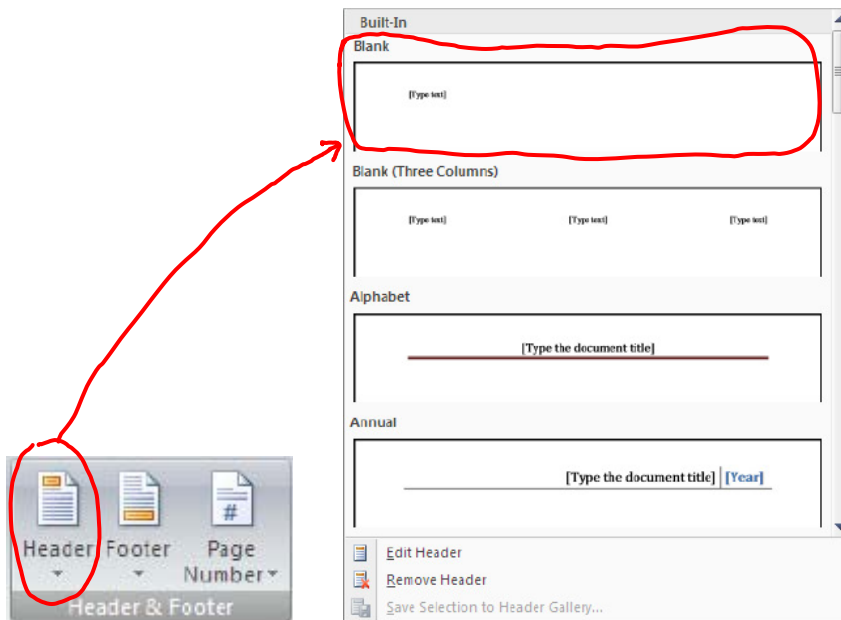 Built-In
Blank
[Type text]
Blank (Three Columns)
[Type text] [Type text] [Type text]
Alphabet
[Type the document title]
Annual
[Type the document title] [Year]
Edit Header
Remove Header
Save Selection to Header Gallery...
Header Footer Page Number
#
Header & Footer